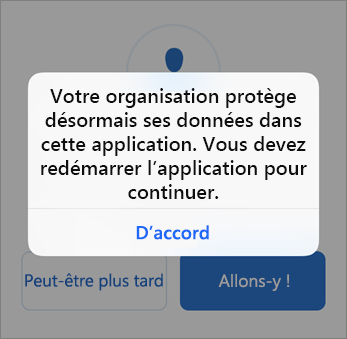 Votre organisation protège
désormais ses données dans
cette application. Vous devez
redémarrer l’application pour
continuer.
D’accord
Peut-être plus tard
Allons-y !